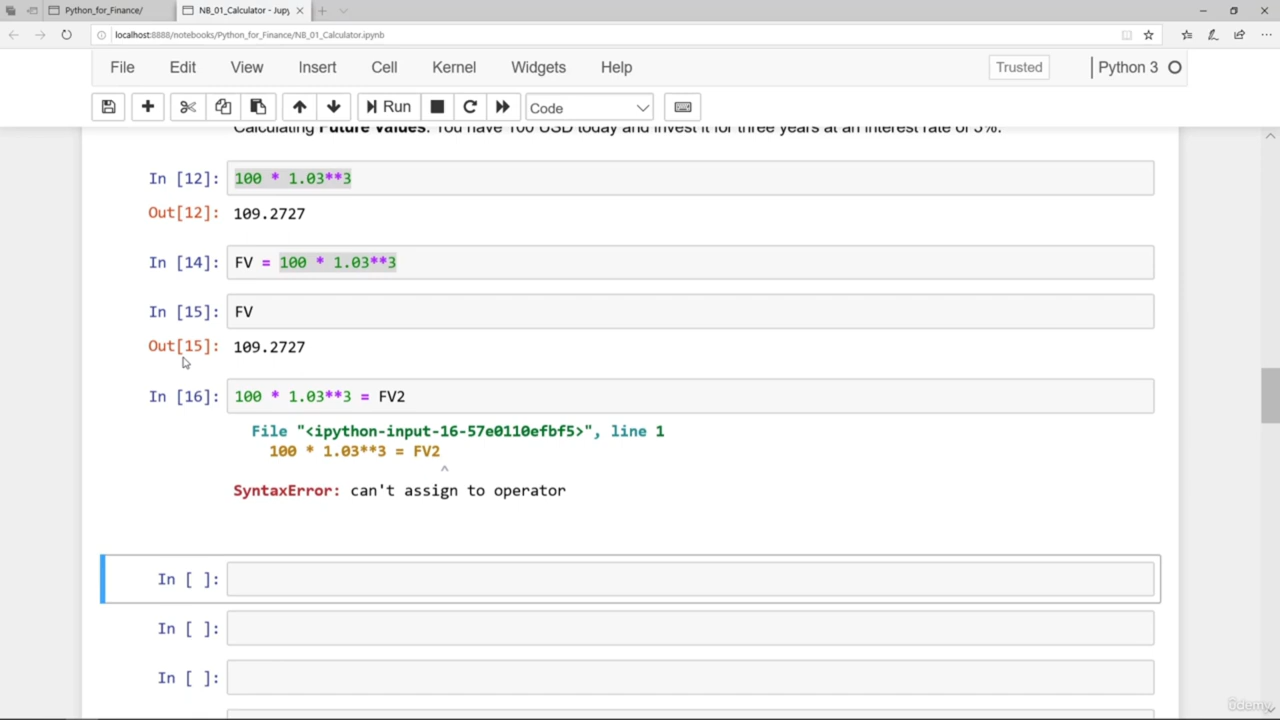 Python_for_Finance/
NB_01_Calculator - Jupy
localhost:8888/notebooks/Python_for_Finance/NB_01_Calculator.ipynb
File Edit View Insert Cell Kernel Widgets Help Trusted Python 3
Run Code
Calculating Future Values: You have 100 USD today and invest it for three years at an interest rate of 3%.
In [12]: 100 * 1.03**3
Out[12]: 109.2727
In [14]: FV = 100 * 1.03**3
In [15]: FV
Out[15]: 109.2727
In [16]: 100 * 1.03**3 = FV2
File "<ipython-input-16-57e0110efbf5>", line 1
100 * 1.03**3 = FV2
^
SyntaxError: can't assign to operator
In [ ]:
In [ ]:
In [ ]:
Udemy